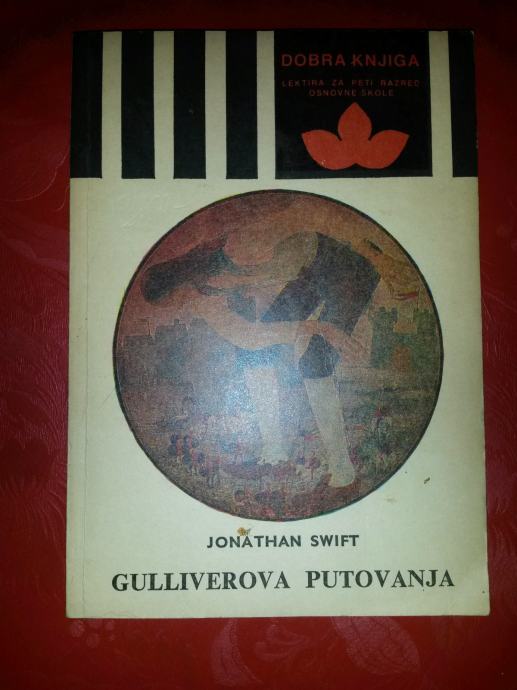 DOBRA KNJIGA
LEKTIRA ZA PETI RAZRED
OSNOVNE ŠKOLE
JONATHAN SWIFT
GULLIVEROVA PUTOVANJA